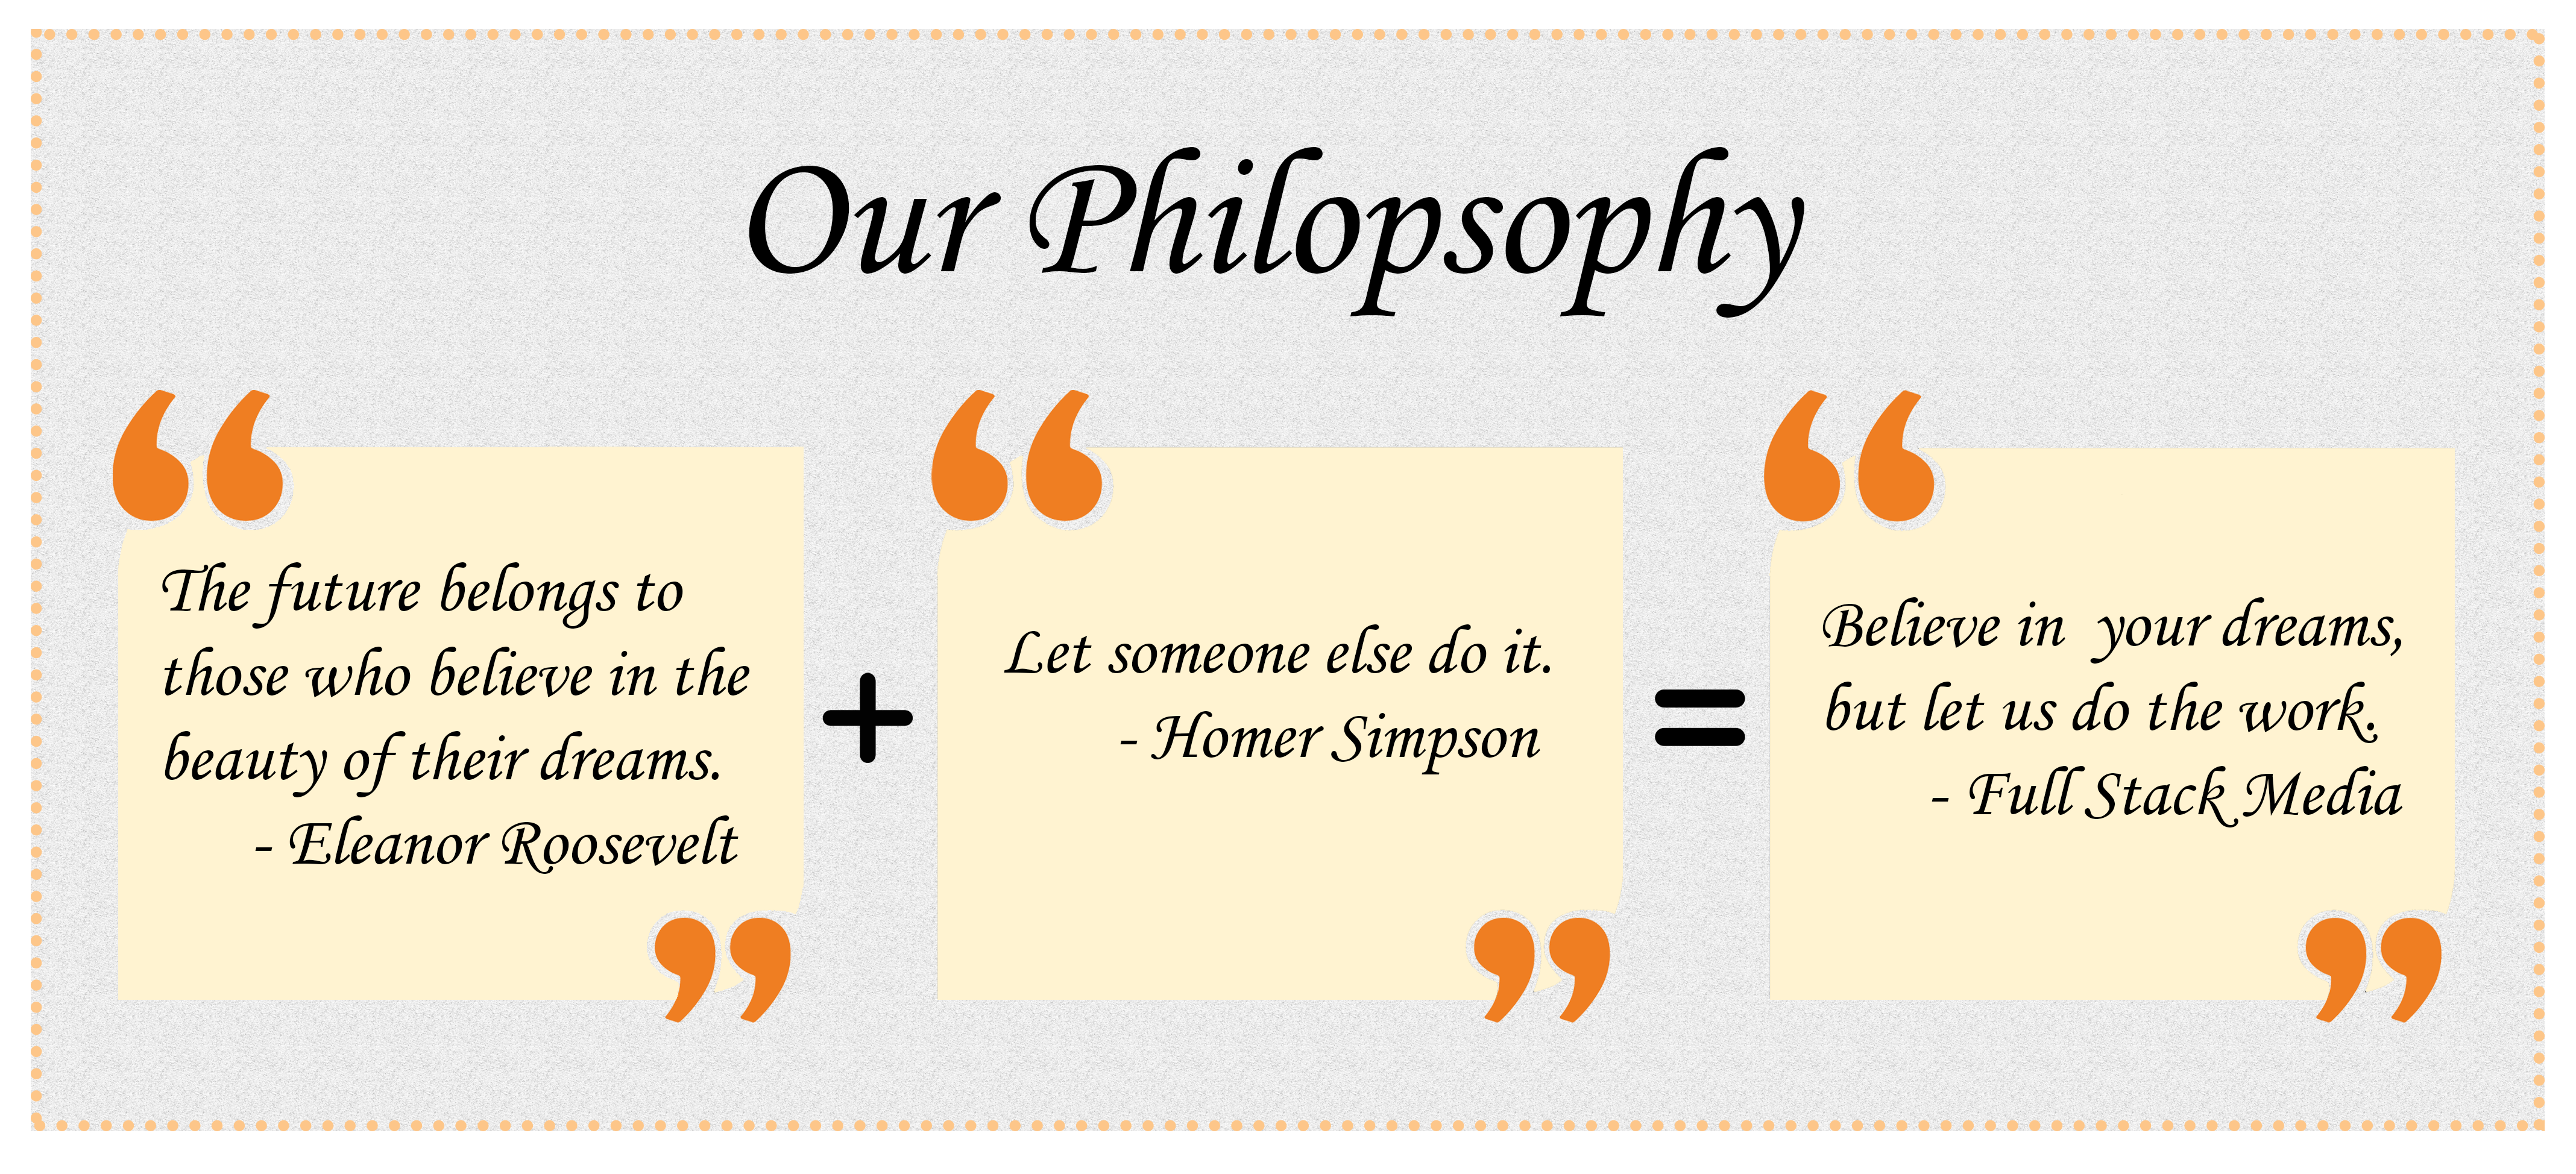 Our Philopsophy
The future belongs to
those who believe in the
beauty of their dreams.
- Eleanor Roosevelt
+
Let someone else do it.
- Homer Simpson
=
Believe in  your dreams,
but let us do the work.
- Full Stack Media